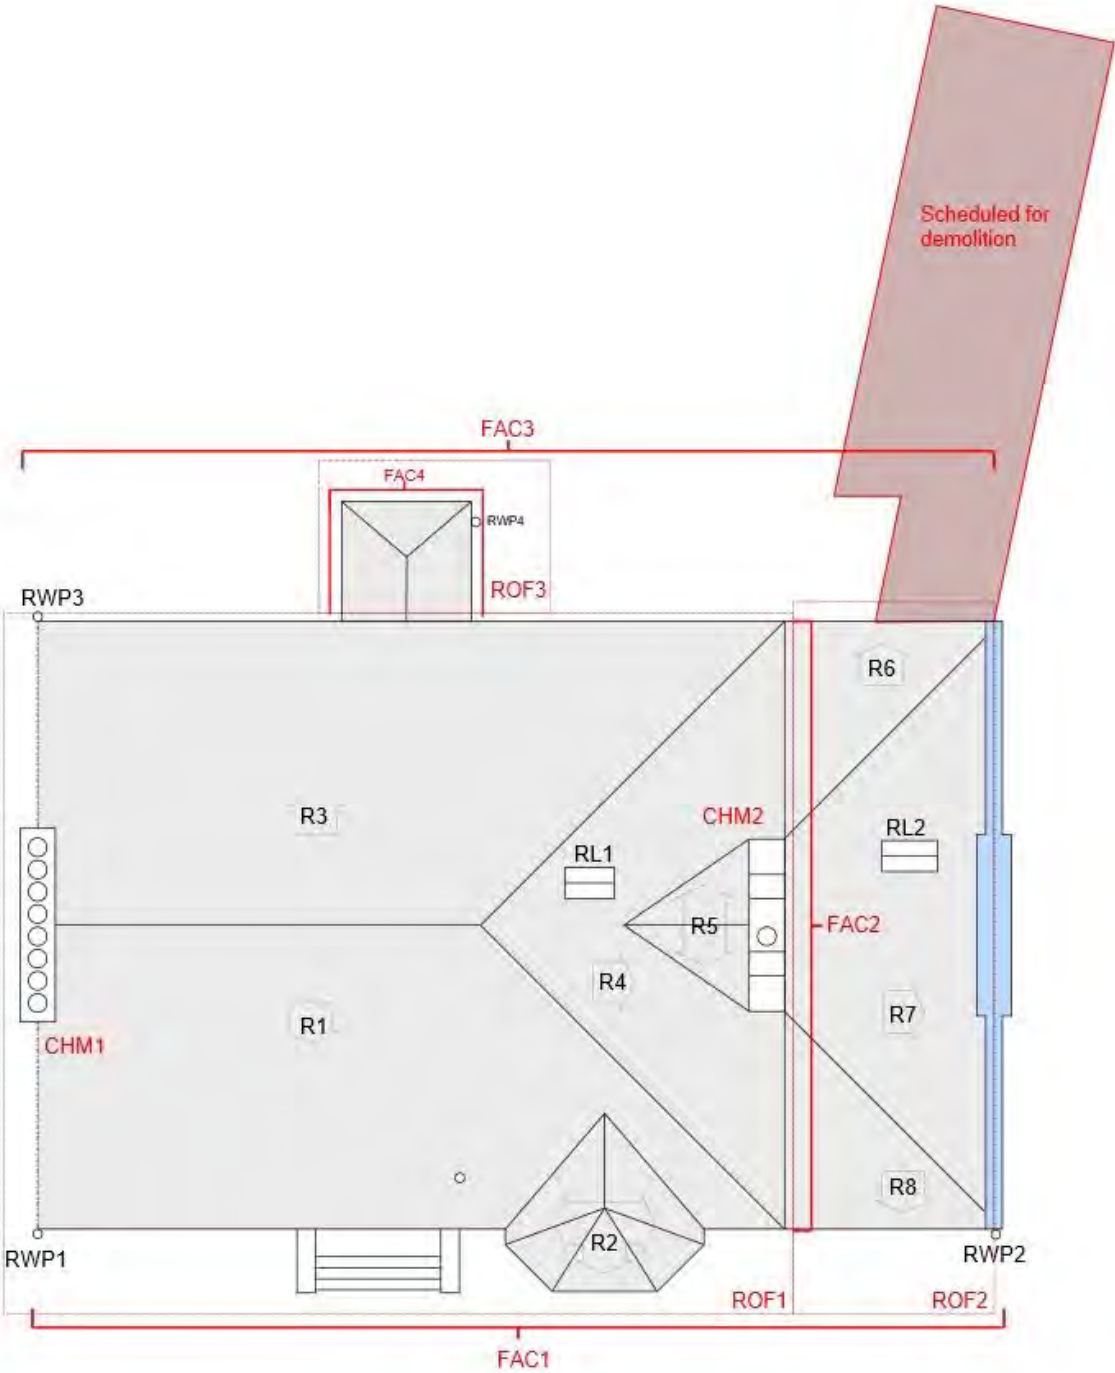 Scheduled for
demolition
FAC3
FAC4
RWP4
ROF3
RWP3
R6
R3
CHM2
RL1
RL2
R5
FAC2
R4
R7
R1
CHM1
R8
R2
RWP1
RWP2
ROF1
ROF2
FAC1